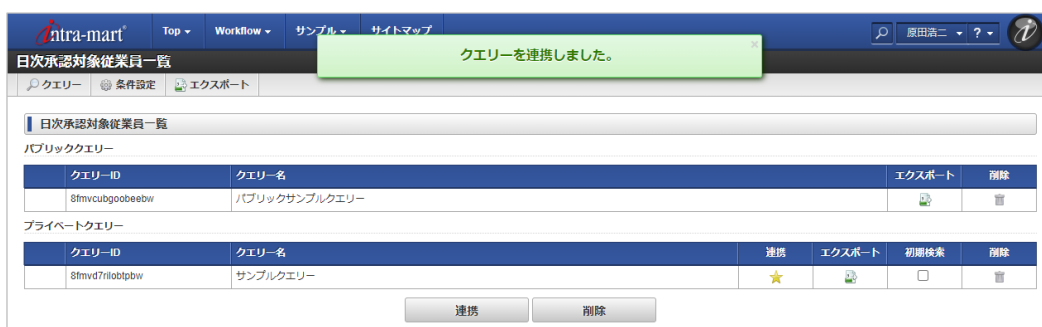 intra-mart® Top Workflow サンプル サイトマップ 原田浩二 ?
クエリーを連携しました。 ×
日次承認対象従業員一覧
クエリー 条件設定 エクスポート
日次承認対象従業員一覧
パブリッククエリー
クエリーID クエリー名 エクスポート 削除
8fmvcubgoobeebw パブリックサンプルクエリー
プライベートクエリー
クエリーID クエリー名 連携 エクスポート 初期検索 削除
8fmvd7rilobtpbw サンプルクエリー
連携 削除